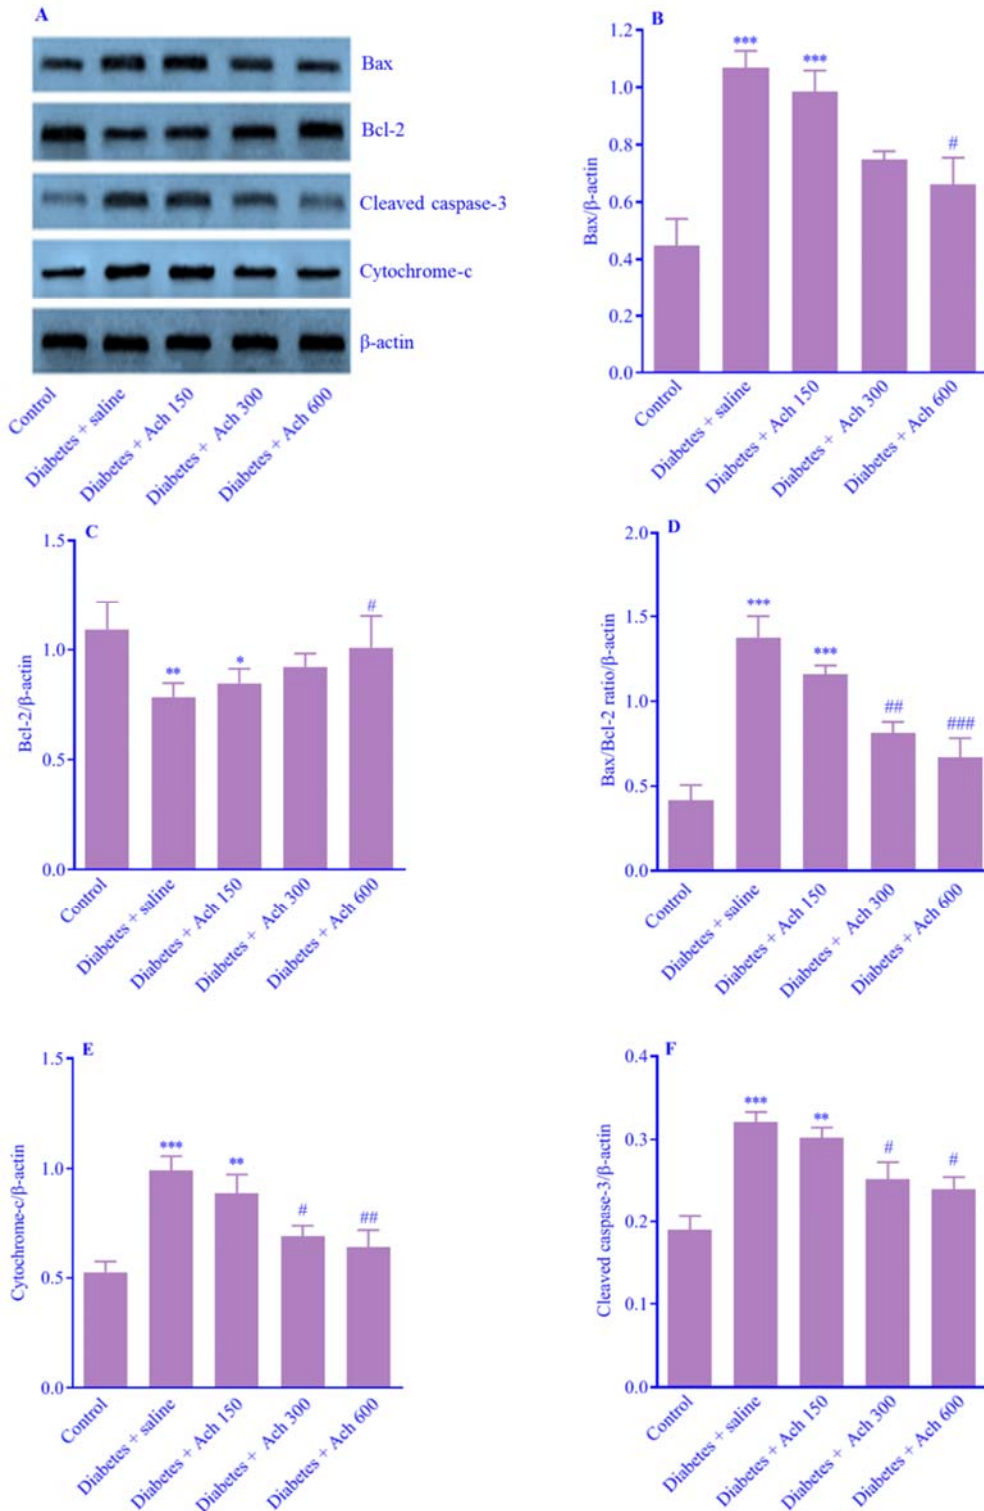 A
Bax
Bcl-2
Cleaved caspase-3
Cytochrome-c
β-actin
Control
Diabetes + saline
Diabetes + Ach 150
Diabetes + Ach 300
Diabetes + Ach 600
B
Bax/β-actin
1.2
1.0
0.8
0.6
0.4
0.2
0.0
***
***
#
Control
Diabetes + saline
Diabetes + Ach 150
Diabetes + Ach 300
Diabetes + Ach 600
C
Bcl-2/β-actin
1.5
1.0
0.5
0.0
**
*
#
Control
Diabetes + saline
Diabetes + Ach 150
Diabetes + Ach 300
Diabetes + Ach 600
D
Bax/Bcl-2 ratio/β-actin
2.0
1.5
1.0
0.5
0.0
***
***
##
###
Control
Diabetes + saline
Diabetes + Ach 150
Diabetes + Ach 300
Diabetes + Ach 600
E
Cytochrome-c/β-actin
1.5
1.0
0.5
0.0
***
**
#
##
Control
Diabetes + saline
Diabetes + Ach 150
Diabetes + Ach 300
Diabetes + Ach 600
F
Cleaved caspase-3/β-actin
0.4
0.3
0.2
0.1
0.0
***
**
#
#
Control
Diabetes + saline
Diabetes + Ach 150
Diabetes + Ach 300
Diabetes + Ach 600